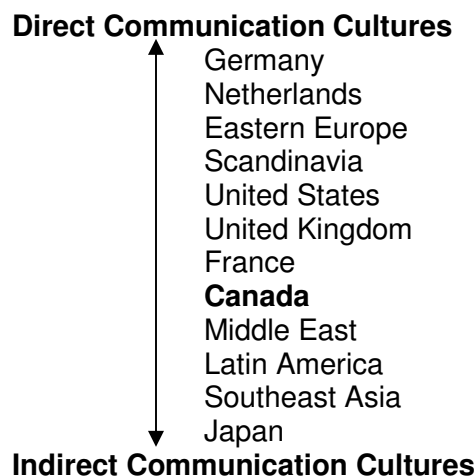 Direct Communication Cultures
Germany
Netherlands
Eastern Europe
Scandinavia
United States
United Kingdom
France
Canada
Middle East
Latin America
Southeast Asia
Japan
Indirect Communication Cultures